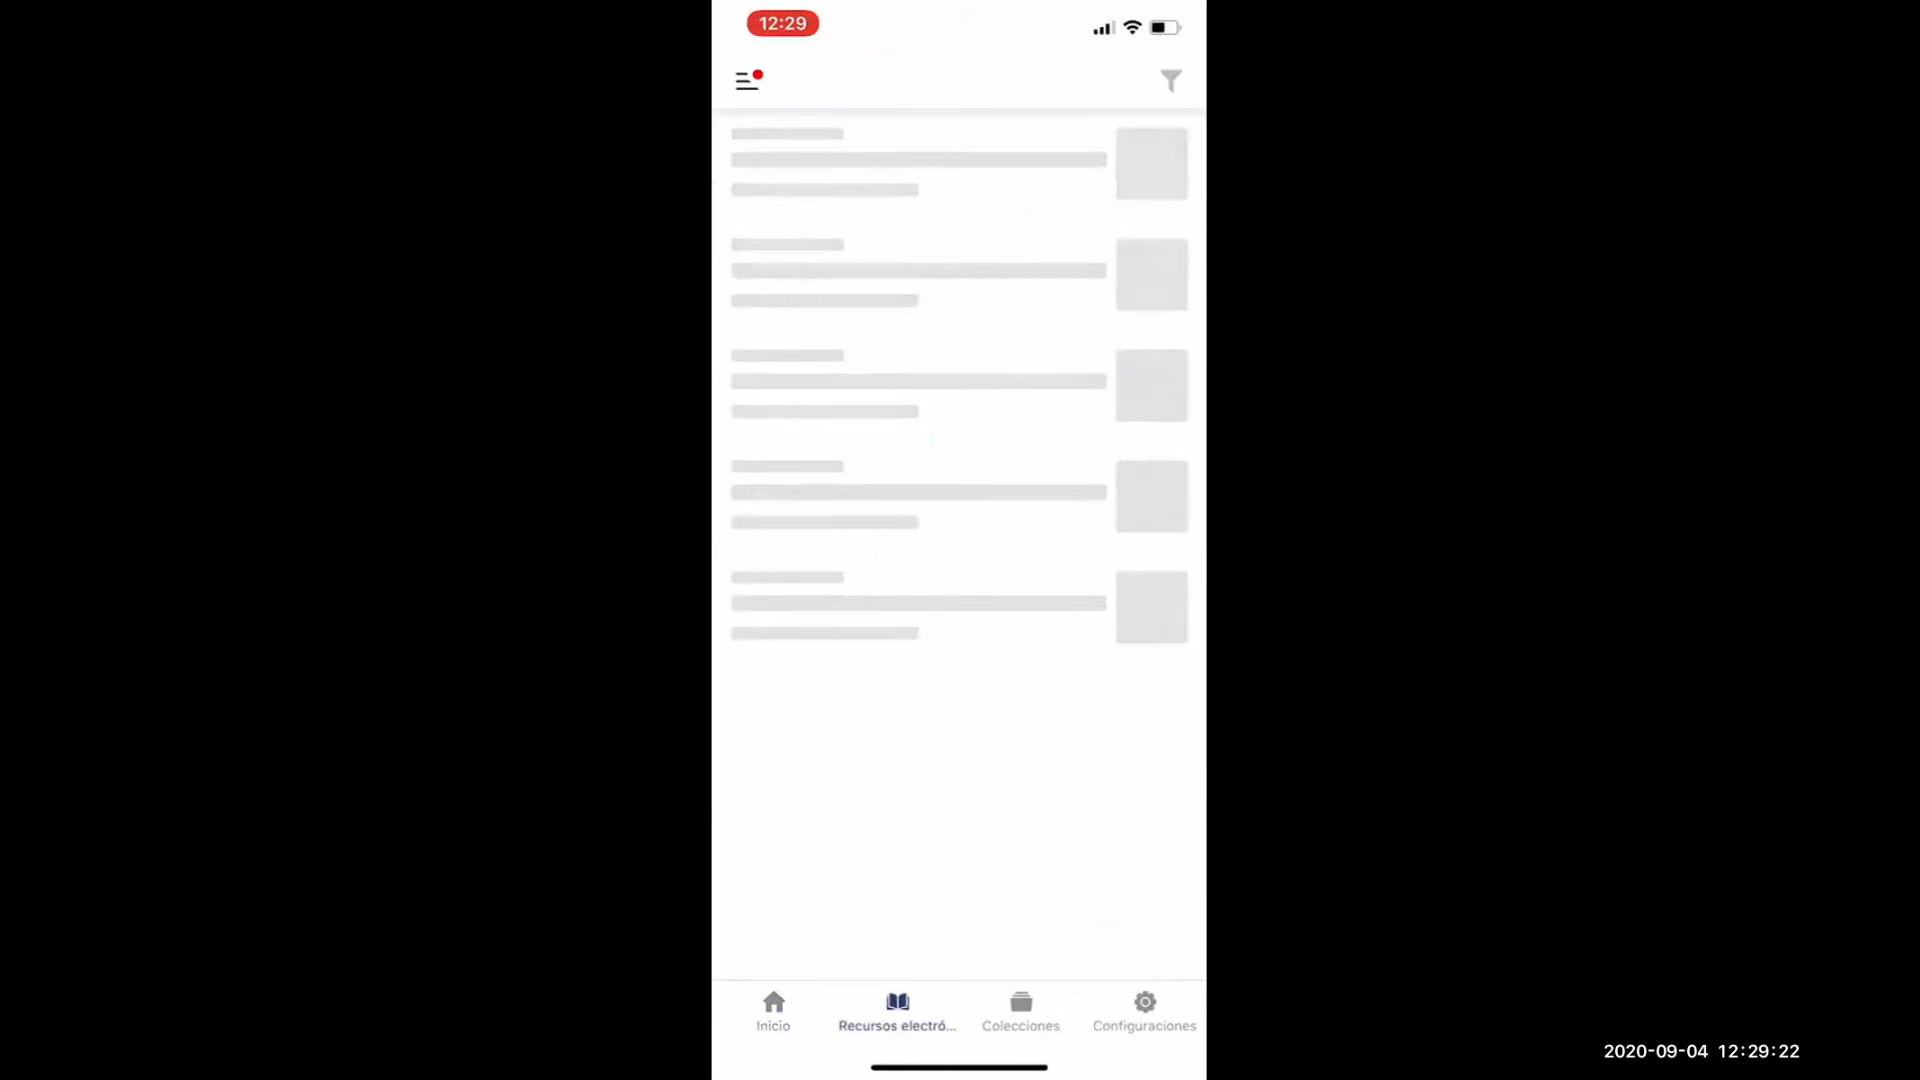 12:29
Inicio
Recursos electró...
Colecciones
Configuraciones
2020-09-04 12:29:22